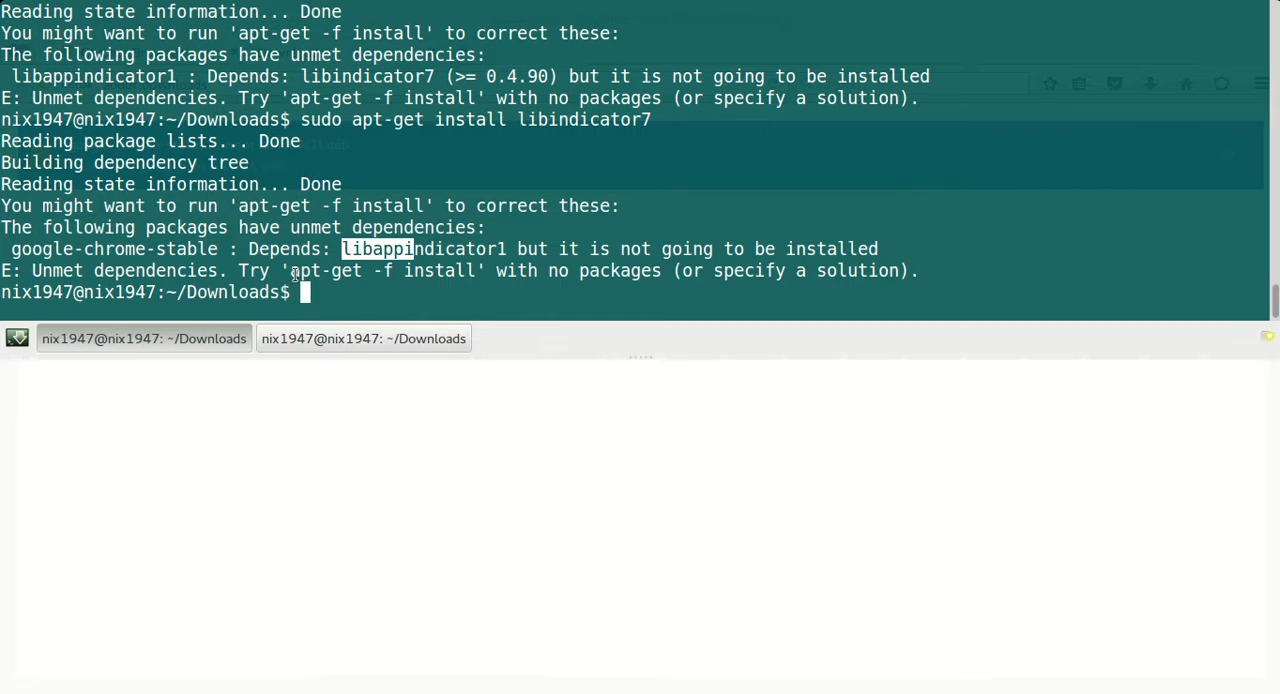 Reading state information... Done
You might want to run 'apt-get -f install' to correct these:
The following packages have unmet dependencies:
 libappindicator1 : Depends: libindicator7 (>= 0.4.90) but it is not going to be installed
E: Unmet dependencies. Try 'apt-get -f install' with no packages (or specify a solution).
nix1947@nix1947:~/Downloads$ sudo apt-get install libindicator7
Reading package lists... Done
Building dependency tree
Reading state information... Done
You might want to run 'apt-get -f install' to correct these:
The following packages have unmet dependencies:
 google-chrome-stable : Depends: libappindicator1 but it is not going to be installed
E: Unmet dependencies. Try 'apt-get -f install' with no packages (or specify a solution).
nix1947@nix1947:~/Downloads$
nix1947@nix1947: ~/Downloads nix1947@nix1947: ~/Downloads